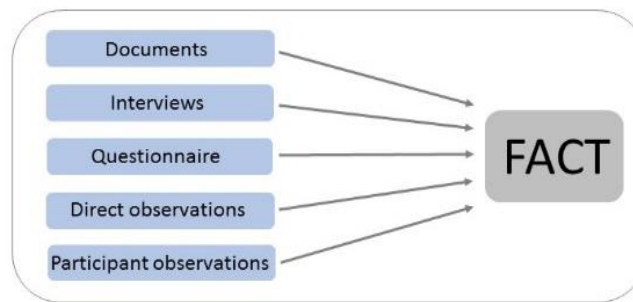 Documents
Interviews
Questionnaire
Direct observations
Participant observations
FACT